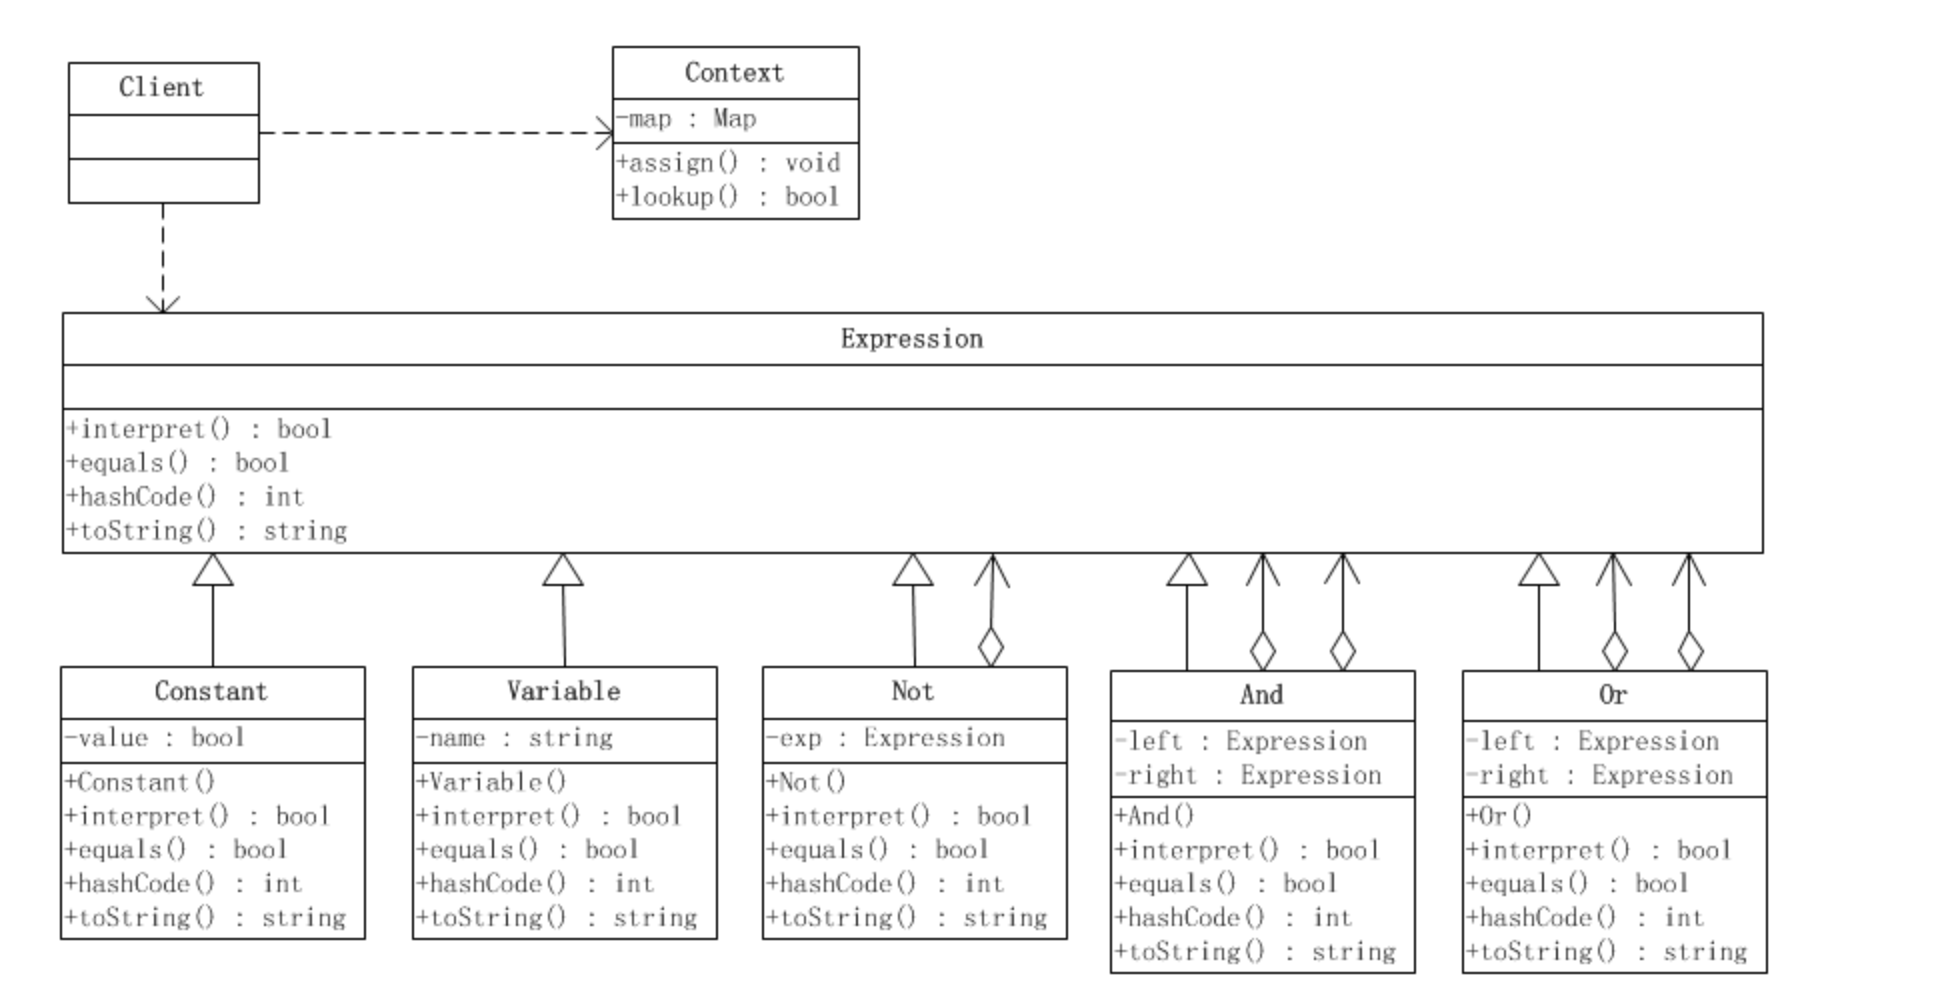 Client
Context
-map : Map
+assign() : void
+lookup() : bool
Expression
+interpret() : bool
+equals() : bool
+hashCode() : int
+toString() : string
Constant
-value : bool
+Constant()
+interpret() : bool
+equals() : bool
+hashCode() : int
+toString() : string
Variable
-name : string
+Variable()
+interpret() : bool
+equals() : bool
+hashCode() : int
+toString() : string
Not
-exp : Expression
+Not()
+interpret() : bool
+equals() : bool
+hashCode() : int
+toString() : string
And
-left : Expression
-right : Expression
+And()
+interpret() : bool
+equals() : bool
+hashCode() : int
+toString() : string
Or
-left : Expression
-right : Expression
+Or()
+interpret() : bool
+equals() : bool
+hashCode() : int
+toString() : string